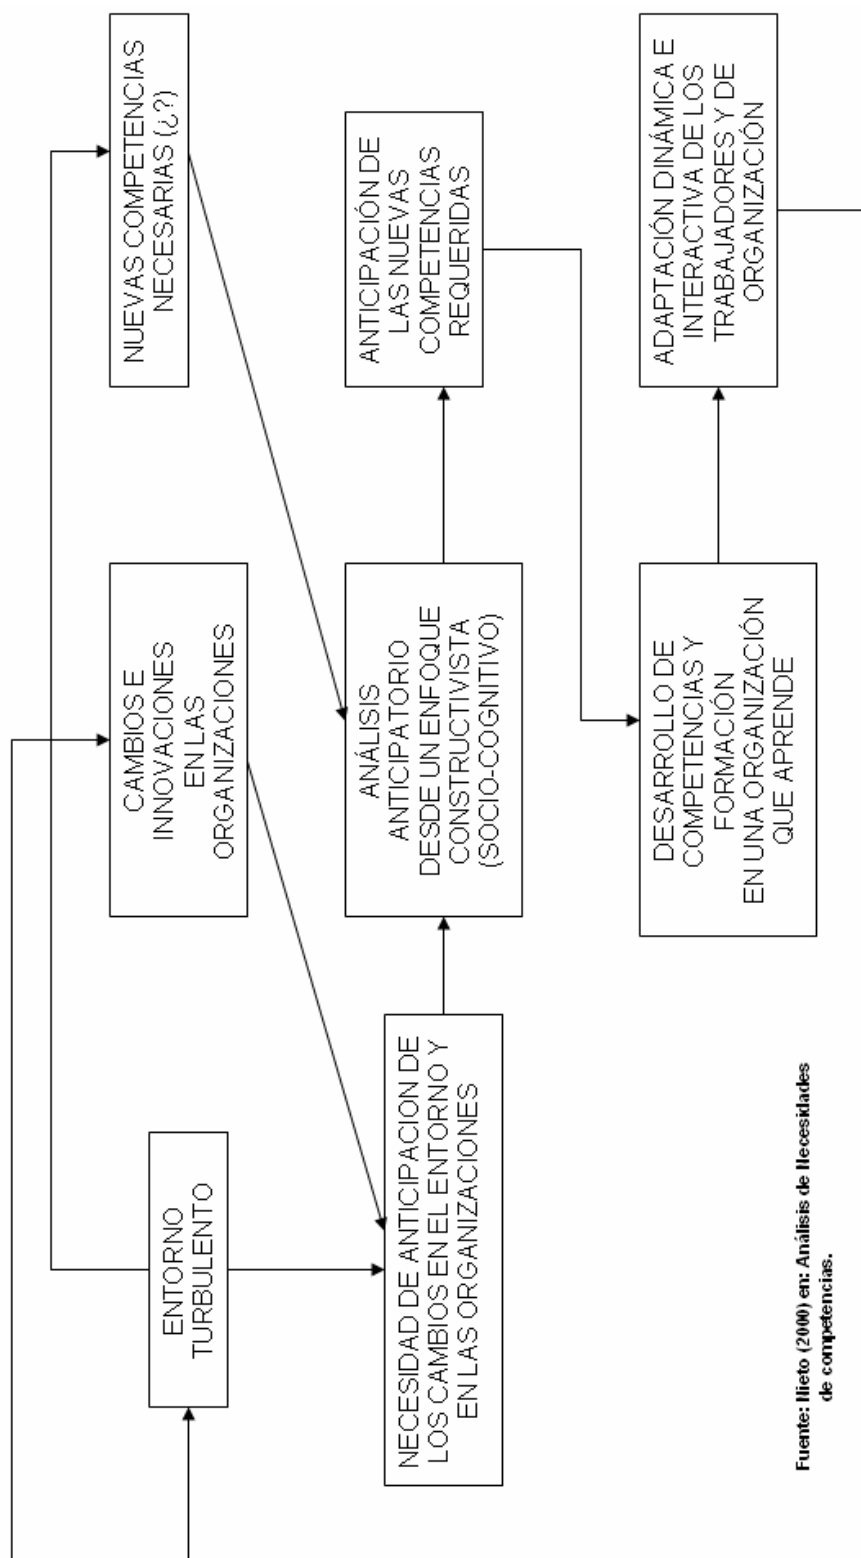 ENTORNO
TURBULENTO
CAMBIOS E
INNOVACIONES
EN LAS
ORGANIZACIONES
NUEVAS COMPETENCIAS
NECESARIAS (¿?)
NECESIDAD DE ANTICIPACION DE
LOS CAMBIOS EN EL ENTORNO Y
EN LAS ORGANIZACIONES
ANÁLISIS
ANTICIPATORIO
DESDE UN ENFOQUE
CONSTRUCTIVISTA
(SOCIO-COGNITIVO)
ANTICIPACIÓN DE
LAS NUEVAS
COMPETENCIAS
REQUERIDAS
DESARROLLO DE
COMPETENCIAS Y
FORMACIÓN
EN UNA ORGANIZACIÓN
QUE APRENDE
ADAPTACIÓN DINÁMICA E
INTERACTIVA DE LOS
TRABAJADORES Y DE
ORGANIZACIÓN
Fuente: Nieto (2000) en: Análisis de Necesidades
de competencias.